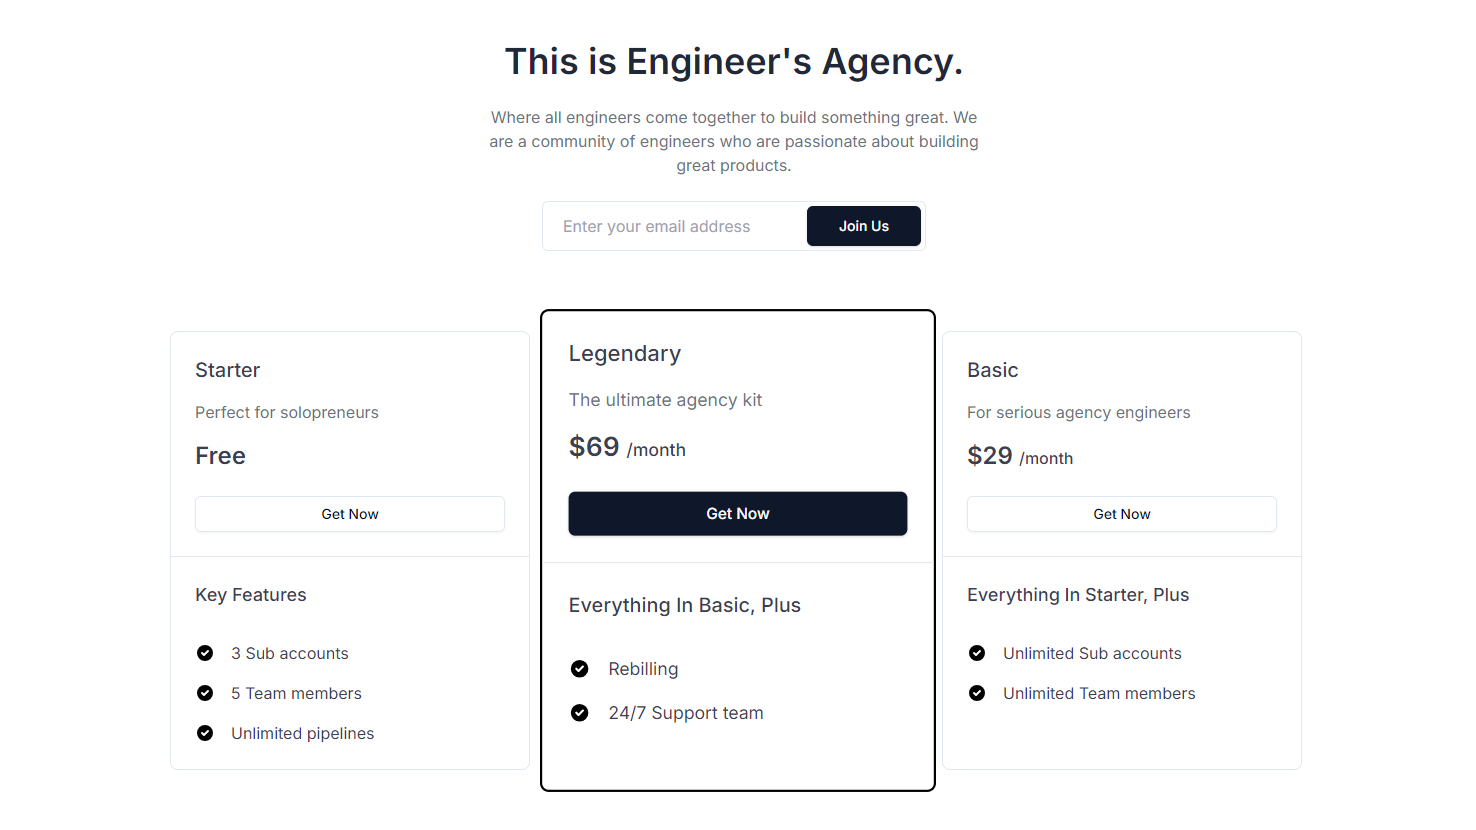 This is Engineer's Agency.
Where all engineers come together to build something great. We
are a community of engineers who are passionate about building
great products.
Enter your email address
Join Us
Starter
Perfect for solopreneurs
Free
Get Now
Key Features
3 Sub accounts
5 Team members
Unlimited pipelines
Legendary
The ultimate agency kit
$69 /month
Get Now
Everything In Basic, Plus
Rebilling
24/7 Support team
Basic
For serious agency engineers
$29 /month
Get Now
Everything In Starter, Plus
Unlimited Sub accounts
Unlimited Team members